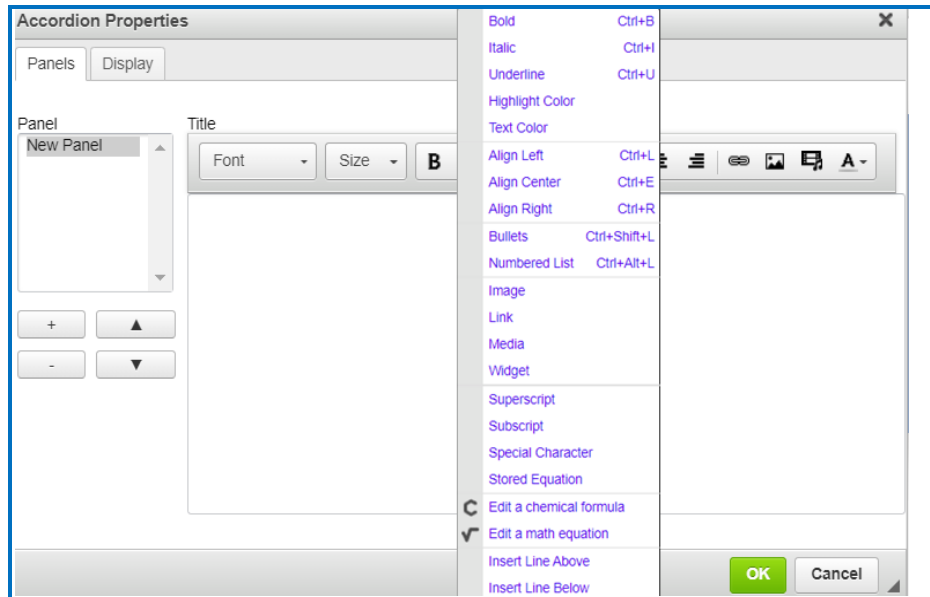 Accordion Properties
Panels
Display
Panel
New Panel
+
-
Title
Font
Size
B
A
Bold Ctrl+B
Italic Ctrl+I
Underline Ctrl+U
Highlight Color
Text Color
Align Left Ctrl+L
Align Center Ctrl+E
Align Right Ctrl+R
Bullets Ctrl+Shift+L
Numbered List Ctrl+Alt+L
Image
Link
Media
Widget
Superscript
Subscript
Special Character
Stored Equation
Edit a chemical formula
Edit a math equation
Insert Line Above
Insert Line Below
OK
Cancel